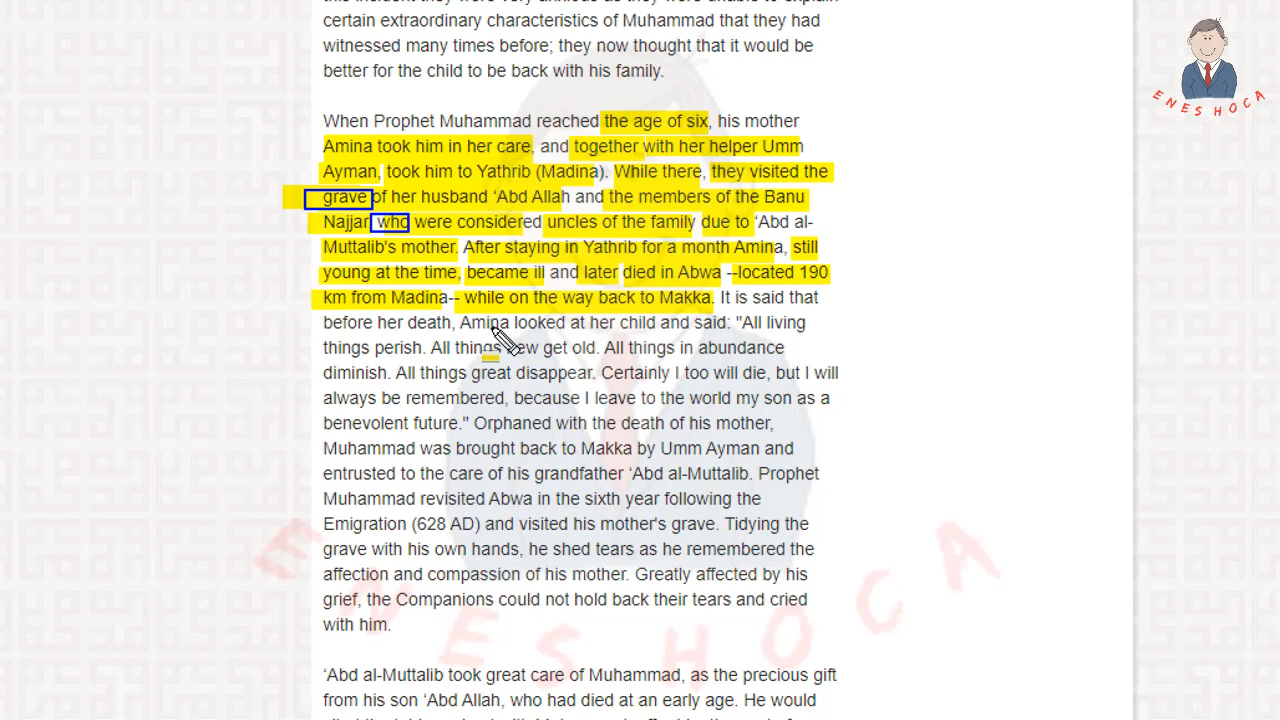 certain extraordinary characteristics of Muhammad that they had
witnessed many times before; they now thought that it would be
better for the child to be back with his family.
When Prophet Muhammad reached the age of six, his mother
Amina took him in her care, and together with her helper Umm
Ayman, took him to Yathrib (Madina). While there, they visited the
grave of her husband ‘Abd Allah and the members of the Banu
Najjar who were considered uncles of the family due to ‘Abd al-
Muttalib's mother. After staying in Yathrib for a month Amina, still
young at the time, became ill and later died in Abwa --located 190
km from Madina-- while on the way back to Makka. It is said that
before her death, Amina looked at her child and said: "All living
things perish. All things new get old. All things in abundance
diminish. All things great disappear. Certainly I too will die, but I will
always be remembered, because I leave to the world my son as a
benevolent future." Orphaned with the death of his mother,
Muhammad was brought back to Makka by Umm Ayman and
entrusted to the care of his grandfather ‘Abd al-Muttalib. Prophet
Muhammad revisited Abwa in the sixth year following the
Emigration (628 AD) and visited his mother's grave. Tidying the
grave with his own hands, he shed tears as he remembered the
affection and compassion of his mother. Greatly affected by his
grief, the Companions could not hold back their tears and cried
with him.
‘Abd al-Muttalib took great care of Muhammad, as the precious gift
from his son ‘Abd Allah, who had died at an early age. He would
ENES HOCA
ENES HOCA